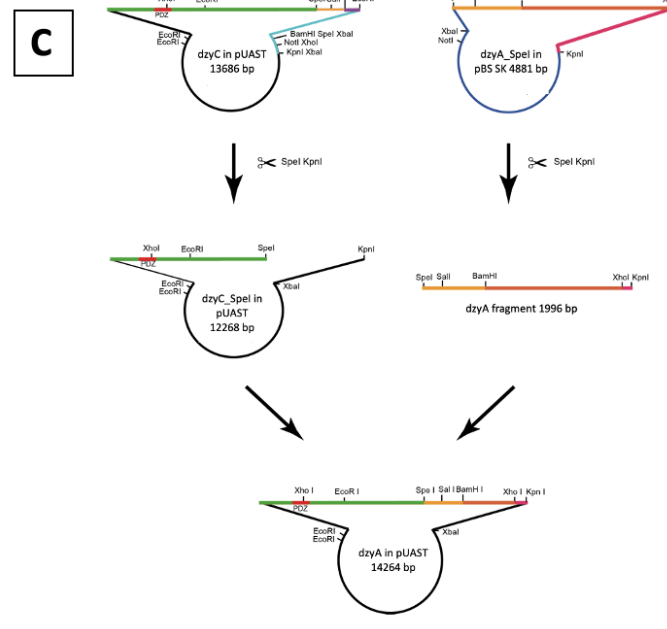 C
PDZ
EcoRI
EcoRI
dzyC in pUAST
13686 bp
BamHI SpeI XbaI
NotI XhoI
KpnI XbaI
XbaI
NotI
dzyA_SpeI in
pBS SK 4881 bp
KpnI
SpeI KpnI
SpeI KpnI
XhoI
EcoRI
SpeI
KpnI
PDZ
EcoRI
EcoRI
XbaI
dzyC_SpeI in
pUAST
12268 bp
SpeI SalI
BamHI
XhoI KpnI
dzyA fragment 1996 bp
Xho I
EcoR I
Spe I Sal I BamH I
Xho I Kpn I
PDZ
EcoRI
EcoRI
XbaI
dzyA in pUAST
14264 bp